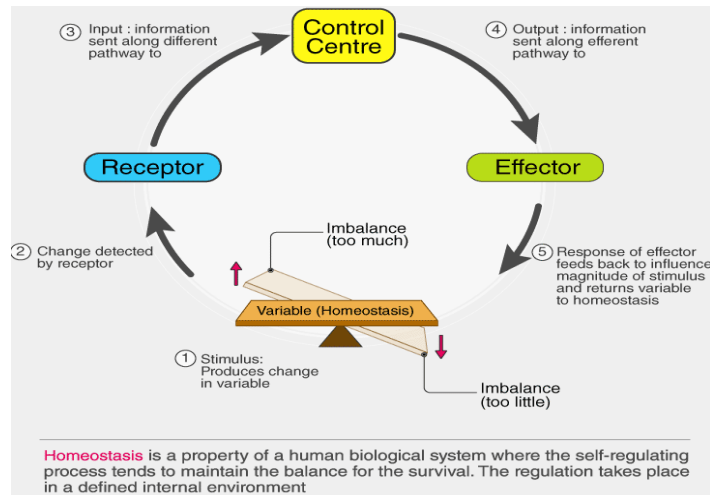 ③ Input : information
sent along different
pathway to
Control
Centre
④ Output : information
sent along efferent
pathway to
Receptor
Effector
② Change detected
by receptor
Imbalance
(too much)
⑤ Response of effector
feeds back to influence
magnitude of stimulus
and returns variable
to homeostasis
Variable (Homeostasis)
① Stimulus:
Produces change
in variable
Imbalance
(too little)
Homeostasis is a property of a human biological system where the self-regulating
process tends to maintain the balance for the survival. The regulation takes place
in a defined internal environment